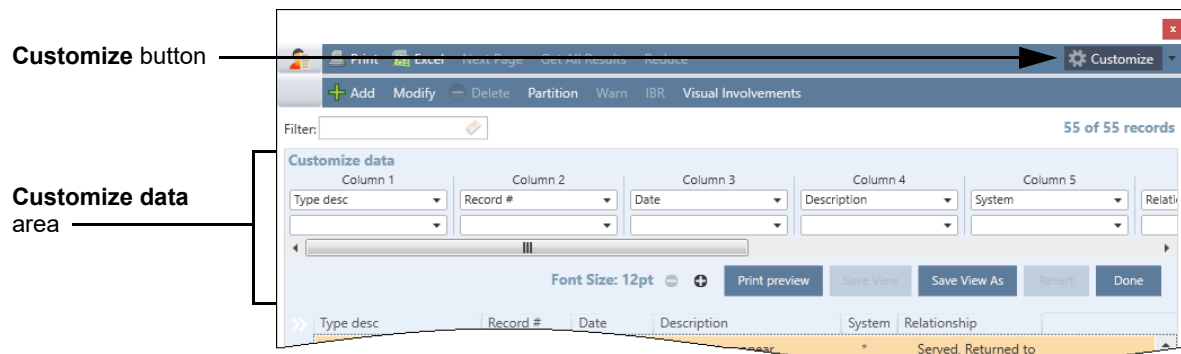 Customize button
Print Excel Next Page Get All Results Reduce Customize
Add Modify Delete Partition Warn IBR Visual Involvements
Filter: 55 of 55 records
Customize data
Column 1 Column 2 Column 3 Column 4 Column 5
Type desc Record # Date Description System Relati
Customize data
area
Font Size: 12pt Print preview Save View Save View As Revert Done
Type desc Record # Date Description System Relationship
* Served, Returned to